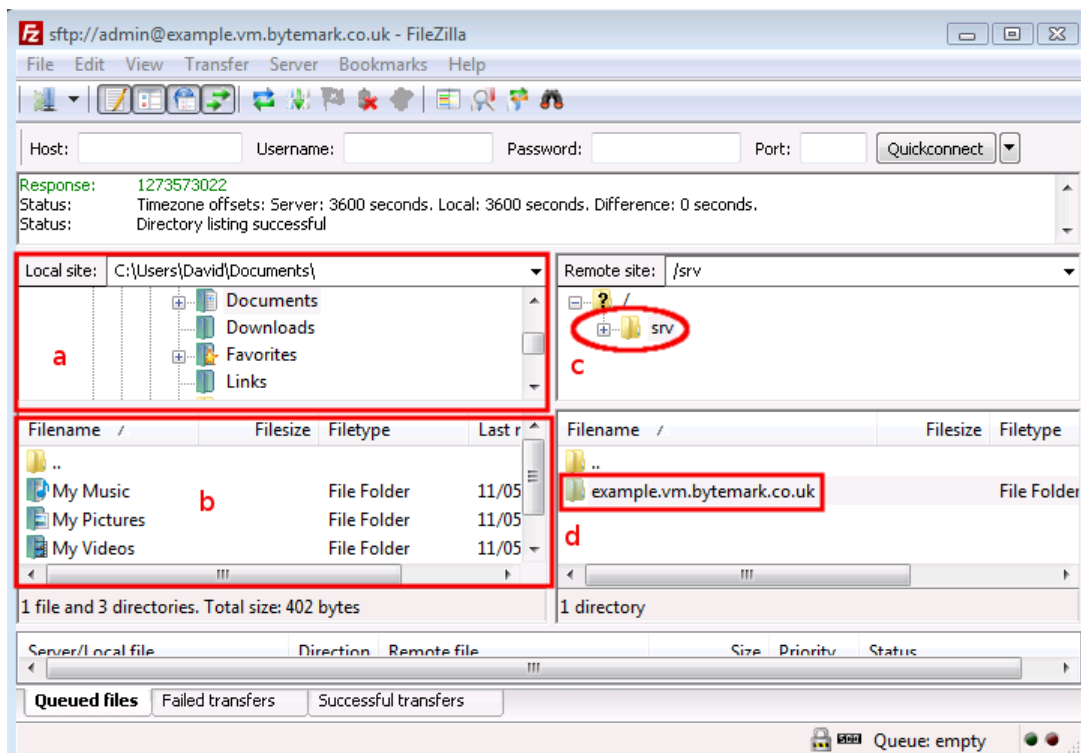 sftp://admin@example.vm.bytemark.co.uk - FileZilla
File Edit View Transfer Server Bookmarks Help
Host: Username: Password: Port: Quickconnect
Response: 1273573022
Status: Timezone offsets: Server: 3600 seconds. Local: 3600 seconds. Difference: 0 seconds.
Status: Directory listing successful
Local site: C:\Users\David\Documents\
Documents
Downloads
Favorites
Links
a
Remote site: /srv
/
srv
c
Filename / Filesize Filetype Last r
..
My Music File Folder 11/05
My Pictures File Folder 11/05
My Videos File Folder 11/05
b
1 file and 3 directories. Total size: 402 bytes
Filename / Filesize Filetype
..
example.vm.bytemark.co.uk File Folder
d
1 directory
Server/Local file Direction Remote file Size Priority Status
Queued files Failed transfers Successful transfers
Queue: empty